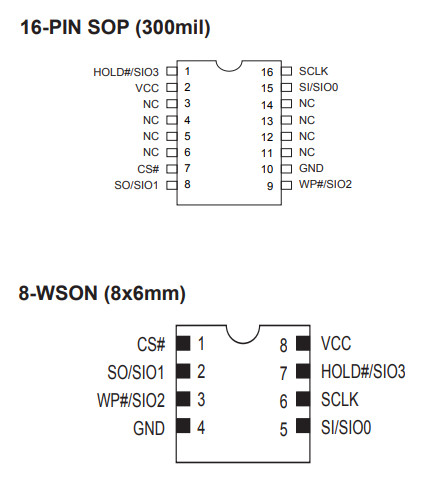 16-PIN SOP (300mil)
HOLD#/SIO3 1 16 SCLK
VCC 2 15 SI/SIO0
NC 3 14 NC
NC 4 13 NC
NC 5 12 NC
NC 6 11 NC
CS# 7 10 GND
SO/SIO1 8 9 WP#/SIO2
8-WSON (8x6mm)
CS# 1 8 VCC
SO/SIO1 2 7 HOLD#/SIO3
WP#/SIO2 3 6 SCLK
GND 4 5 SI/SIO0